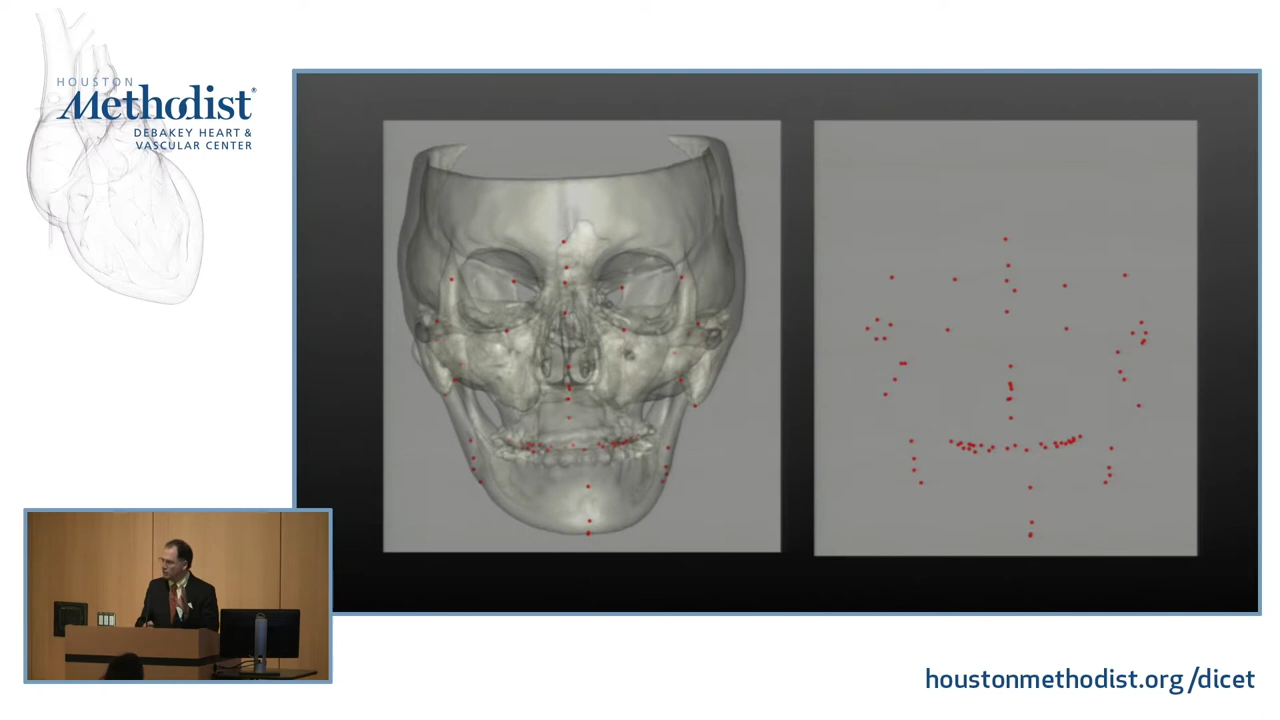 HOUSTON
Methodist®
DEBAKEY HEART &
VASCULAR CENTER
houstonmethodist.org/dicet